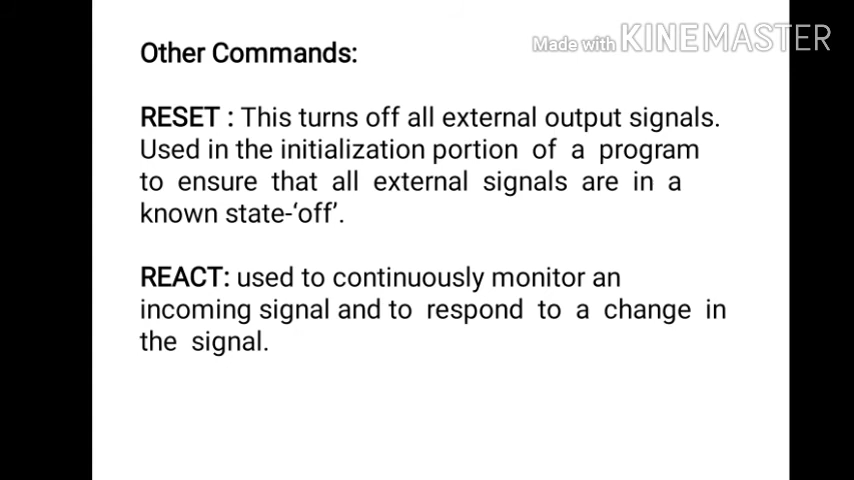 Made with KINEMASTER
Other Commands:
RESET : This turns off all external output signals.
Used in the initialization portion of a program
to ensure that all external signals are in a
known state-‘off’.
REACT: used to continuously monitor an
incoming signal and to respond to a change in
the signal.